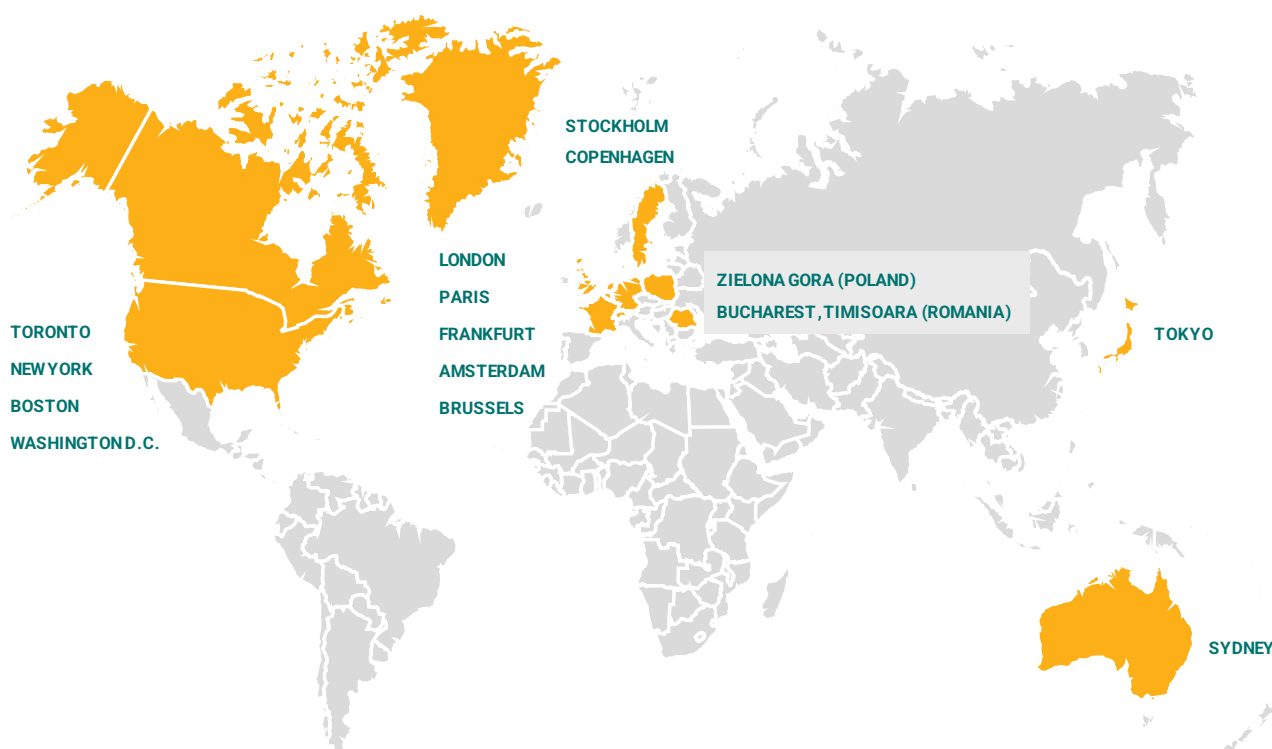 STOCKHOLM
COPENHAGEN
LONDON
PARIS
FRANKFURT
AMSTERDAM
BRUSSELS
ZIELONA GORA (POLAND)
BUCHAREST, TIMISOARA (ROMANIA)
TORONTO
NEW YORK
BOSTON
WASHINGTON D.C.
TOKYO
SYDNEY